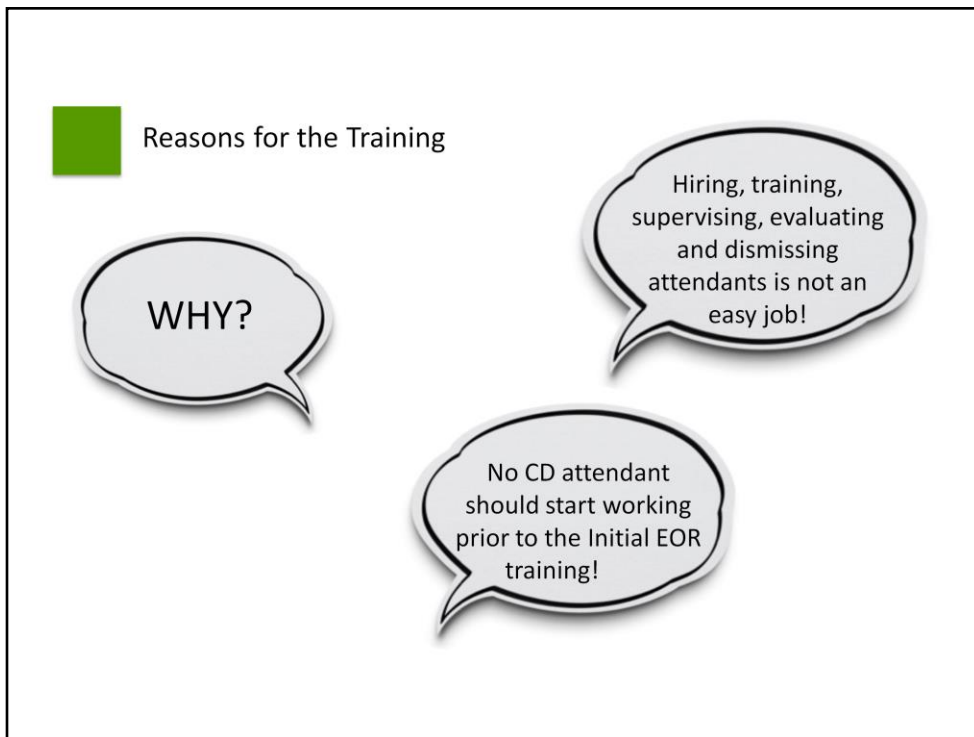 Reasons for the Training
WHY?
Hiring, training,
supervising, evaluating
and dismissing
attendants is not an
easy job!
No CD attendant
should start working
prior to the Initial EOR
training!